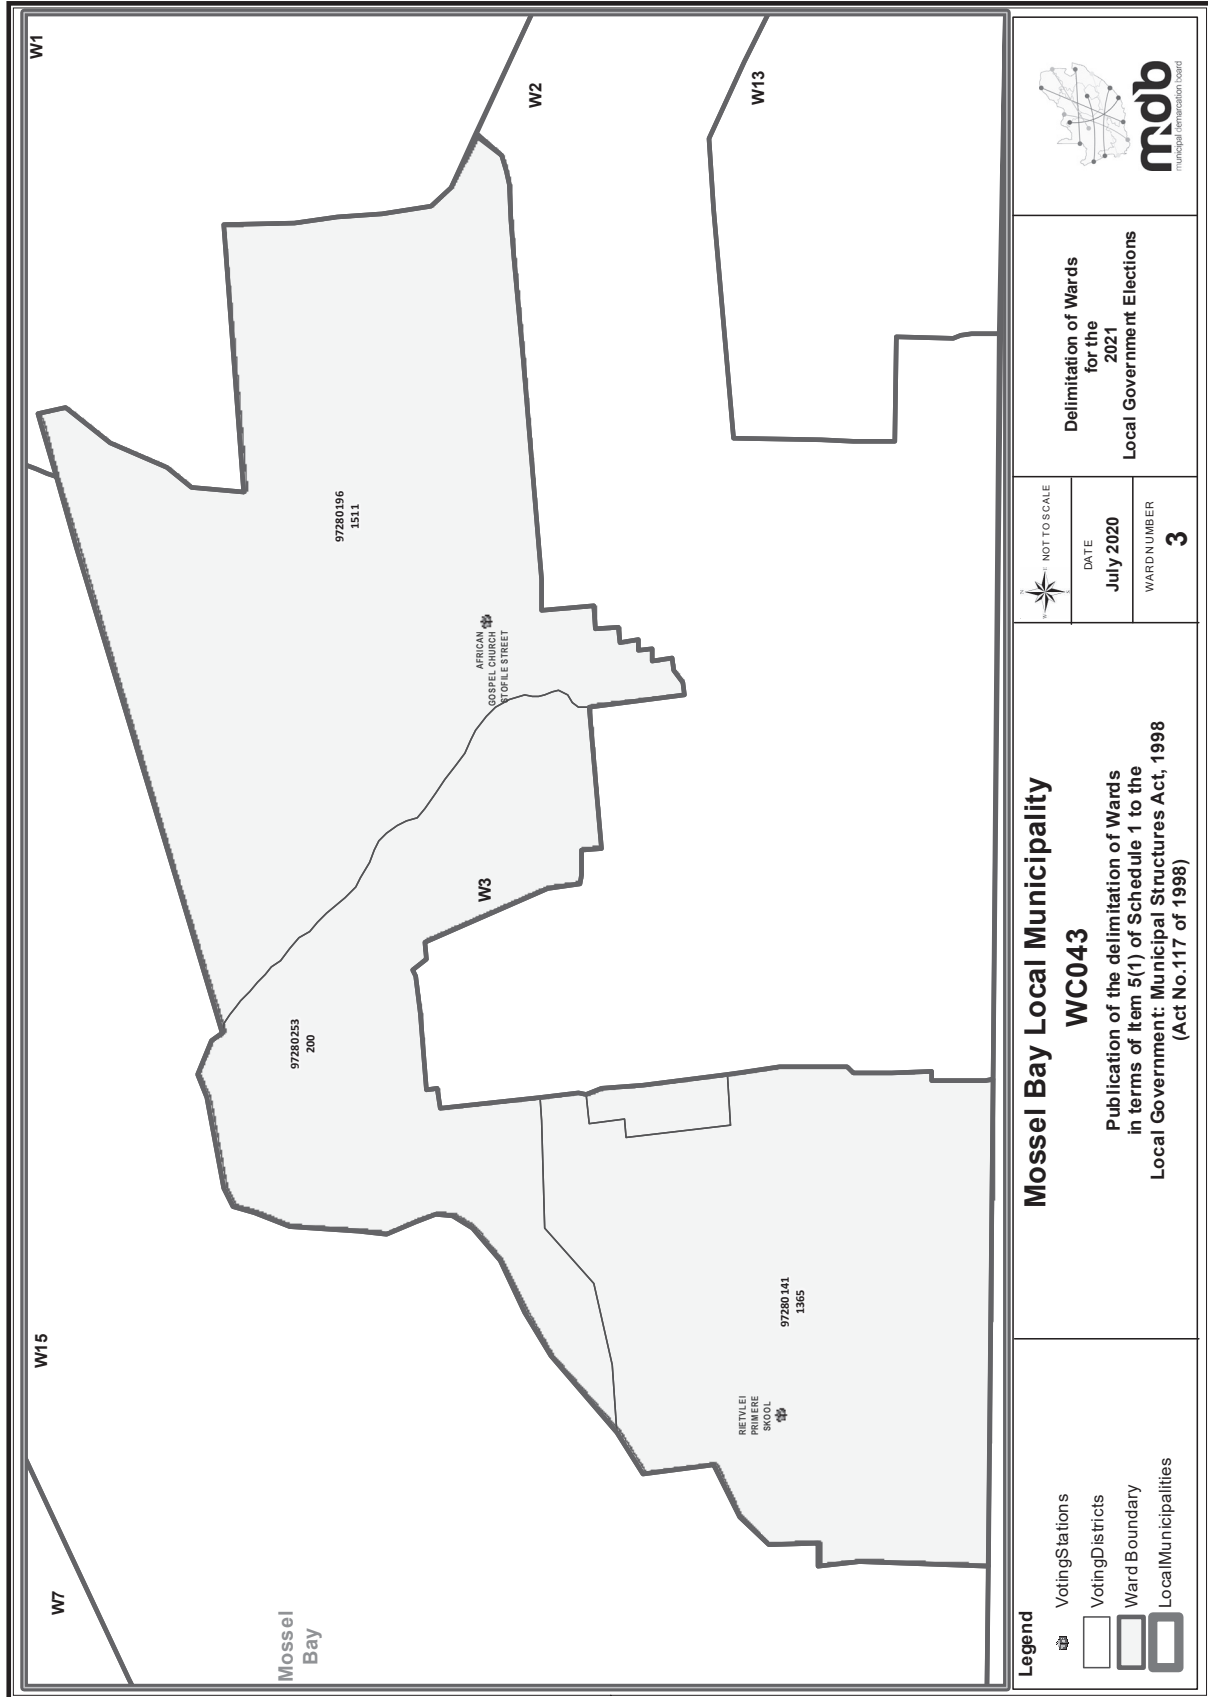 W1
W2
W13
W15
W7
W3
Mossel
Bay
97280196
1511
AFRICAN
GOSPEL CHURCH
STOFILE STREET
97280253
200
97280141
1365
RIETVLEI
PRIMERE
SKOOL
Legend
VotingStations
VotingDistricts
Ward Boundary
LocalMunicipalities
Mossel Bay Local Municipality
WC043
Publication of the delimitation of Wards
in terms of Item 5(1) of Schedule 1 to the
Local Government: Municipal Structures Act, 1998
(Act No.117 of 1998)
N
W
E
S
NOT TO SCALE
DATE
July 2020
WARD NUMBER
3
Delimitation of Wards
for the
2021
Local Government Elections
mdb
municipal demarcation board